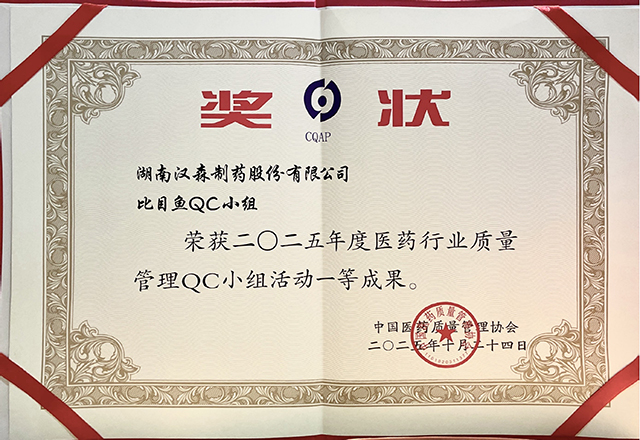 奖 状
CQAP
湖南汉森制药股份有限公司
比目鱼QC小组
荣获二〇二五年度医药行业质量
管理QC小组活动一等成果。
中国医药质量管理协会
二〇二五年十月二十四日